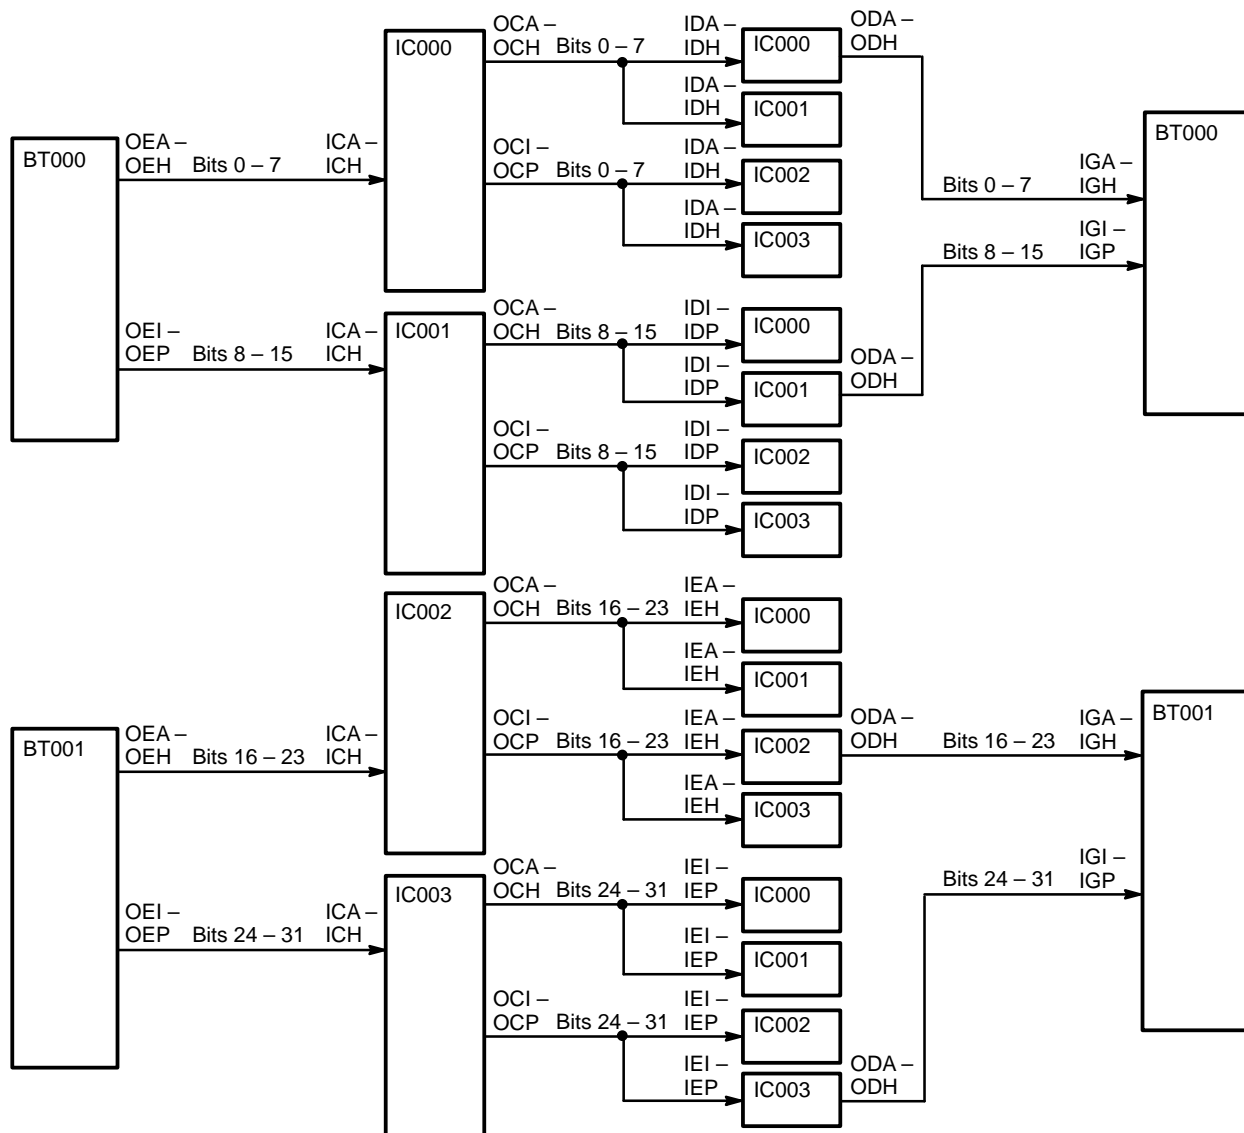 OCA –
OCH Bits 0 – 7
IDA –
IDH
ODA –
ODH
IC000
IC000
IDA –
IDH
IC001
BT000
OEA –
OEH Bits 0 – 7
ICA –
ICH
OCI –
OCP Bits 0 – 7
IDA –
IDH
IC002
IDA –
IDH
IC003
BT000
Bits 0 – 7
IGA –
IGH
Bits 8 – 15
IGI –
IGP
OEI –
OEP Bits 8 – 15
ICA –
ICH
IC001
OCA –
OCH Bits 8 – 15
IDI –
IDP
IC000
IDI –
IDP
IC001
ODA –
ODH
OCI –
OCP Bits 8 – 15
IDI –
IDP
IC002
IDI –
IDP
IC003
IC002
OCA –
OCH Bits 16 – 23
IEA –
IEH
IC000
IEA –
IEH
IC001
BT001
OEA –
OEH Bits 16 – 23
ICA –
ICH
OCI –
OCP Bits 16 – 23
IEA –
IEH
IC002
ODA –
ODH
Bits 16 – 23
IGA –
IGH
BT001
IEA –
IEH
IC003
OEI –
OEP Bits 24 – 31
ICA –
ICH
IC003
OCA –
OCH Bits 24 – 31
IEI –
IEP
IC000
IEI –
IEP
IC001
Bits 24 – 31
IGI –
IGP
OCI –
OCP Bits 24 – 31
IEI –
IEP
IC002
IEI –
IEP
IC003
ODA –
ODH